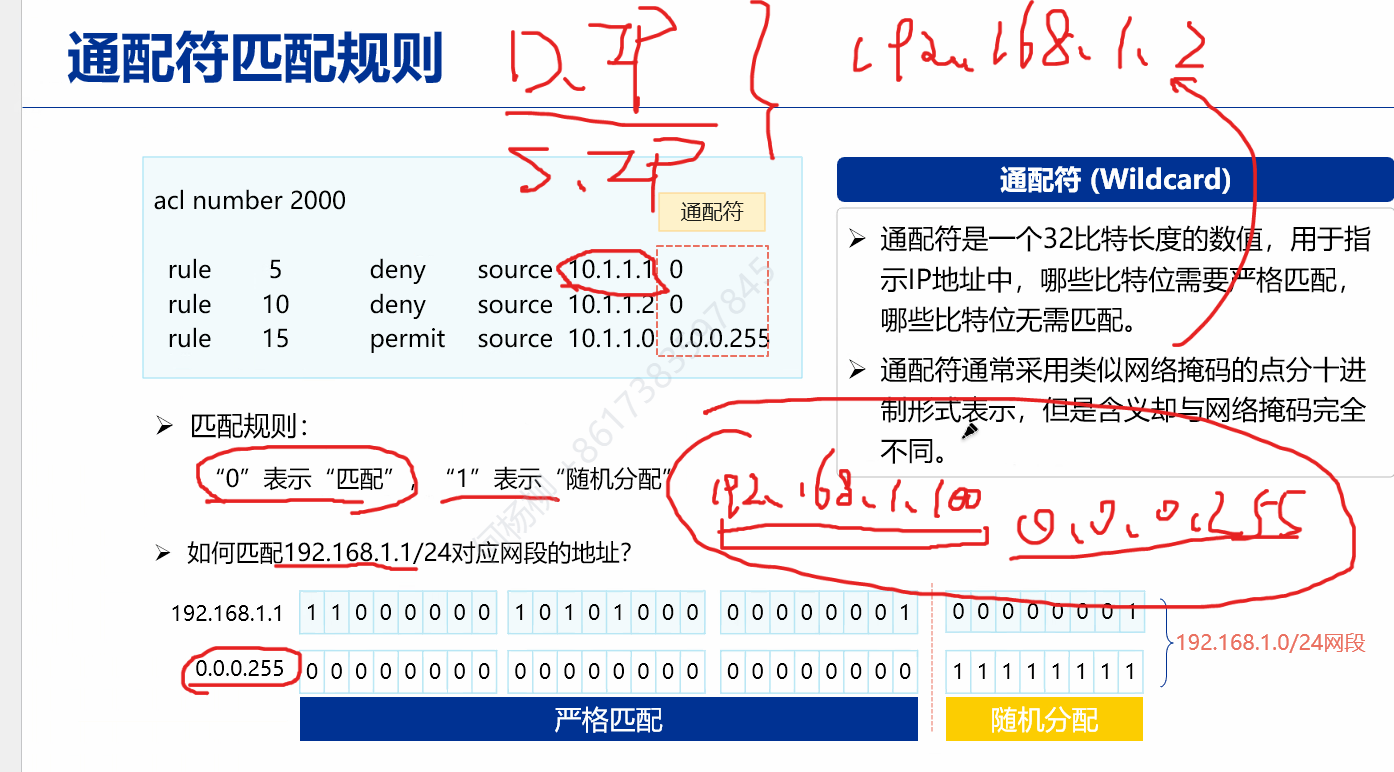 通配符匹配规则
D.IP
S.IP
192.168.1.2
acl number 2000
通配符
rule 5 deny source 10.1.1.1 0
rule 10 deny source 10.1.1.2 0
rule 15 permit source 10.1.1.0 0.0.0.255
通配符 (Wildcard)
➢ 通配符是一个32比特长度的数值，用于指
示IP地址中，哪些比特位需要严格匹配，
哪些比特位无需匹配。
➢ 通配符通常采用类似网络掩码的点分十进
制形式表示，但是含义却与网络掩码完全
不同。
➢ 匹配规则：
“0”表示“匹配”，“1”表示“随机分配”
192.168.1.100 0.0.0.255
➢ 如何匹配192.168.1.1/24对应网段的地址？
192.168.1.1 1 1 0 0 0 0 0 0 1 0 1 0 1 0 0 0 0 0 0 0 0 0 0 1 0 0 0 0 0 0 0 1
0.0.0.255 0 0 0 0 0 0 0 0 0 0 0 0 0 0 0 0 0 0 0 0 0 0 0 0 1 1 1 1 1 1 1 1
192.168.1.0/24网段
严格匹配 随机分配